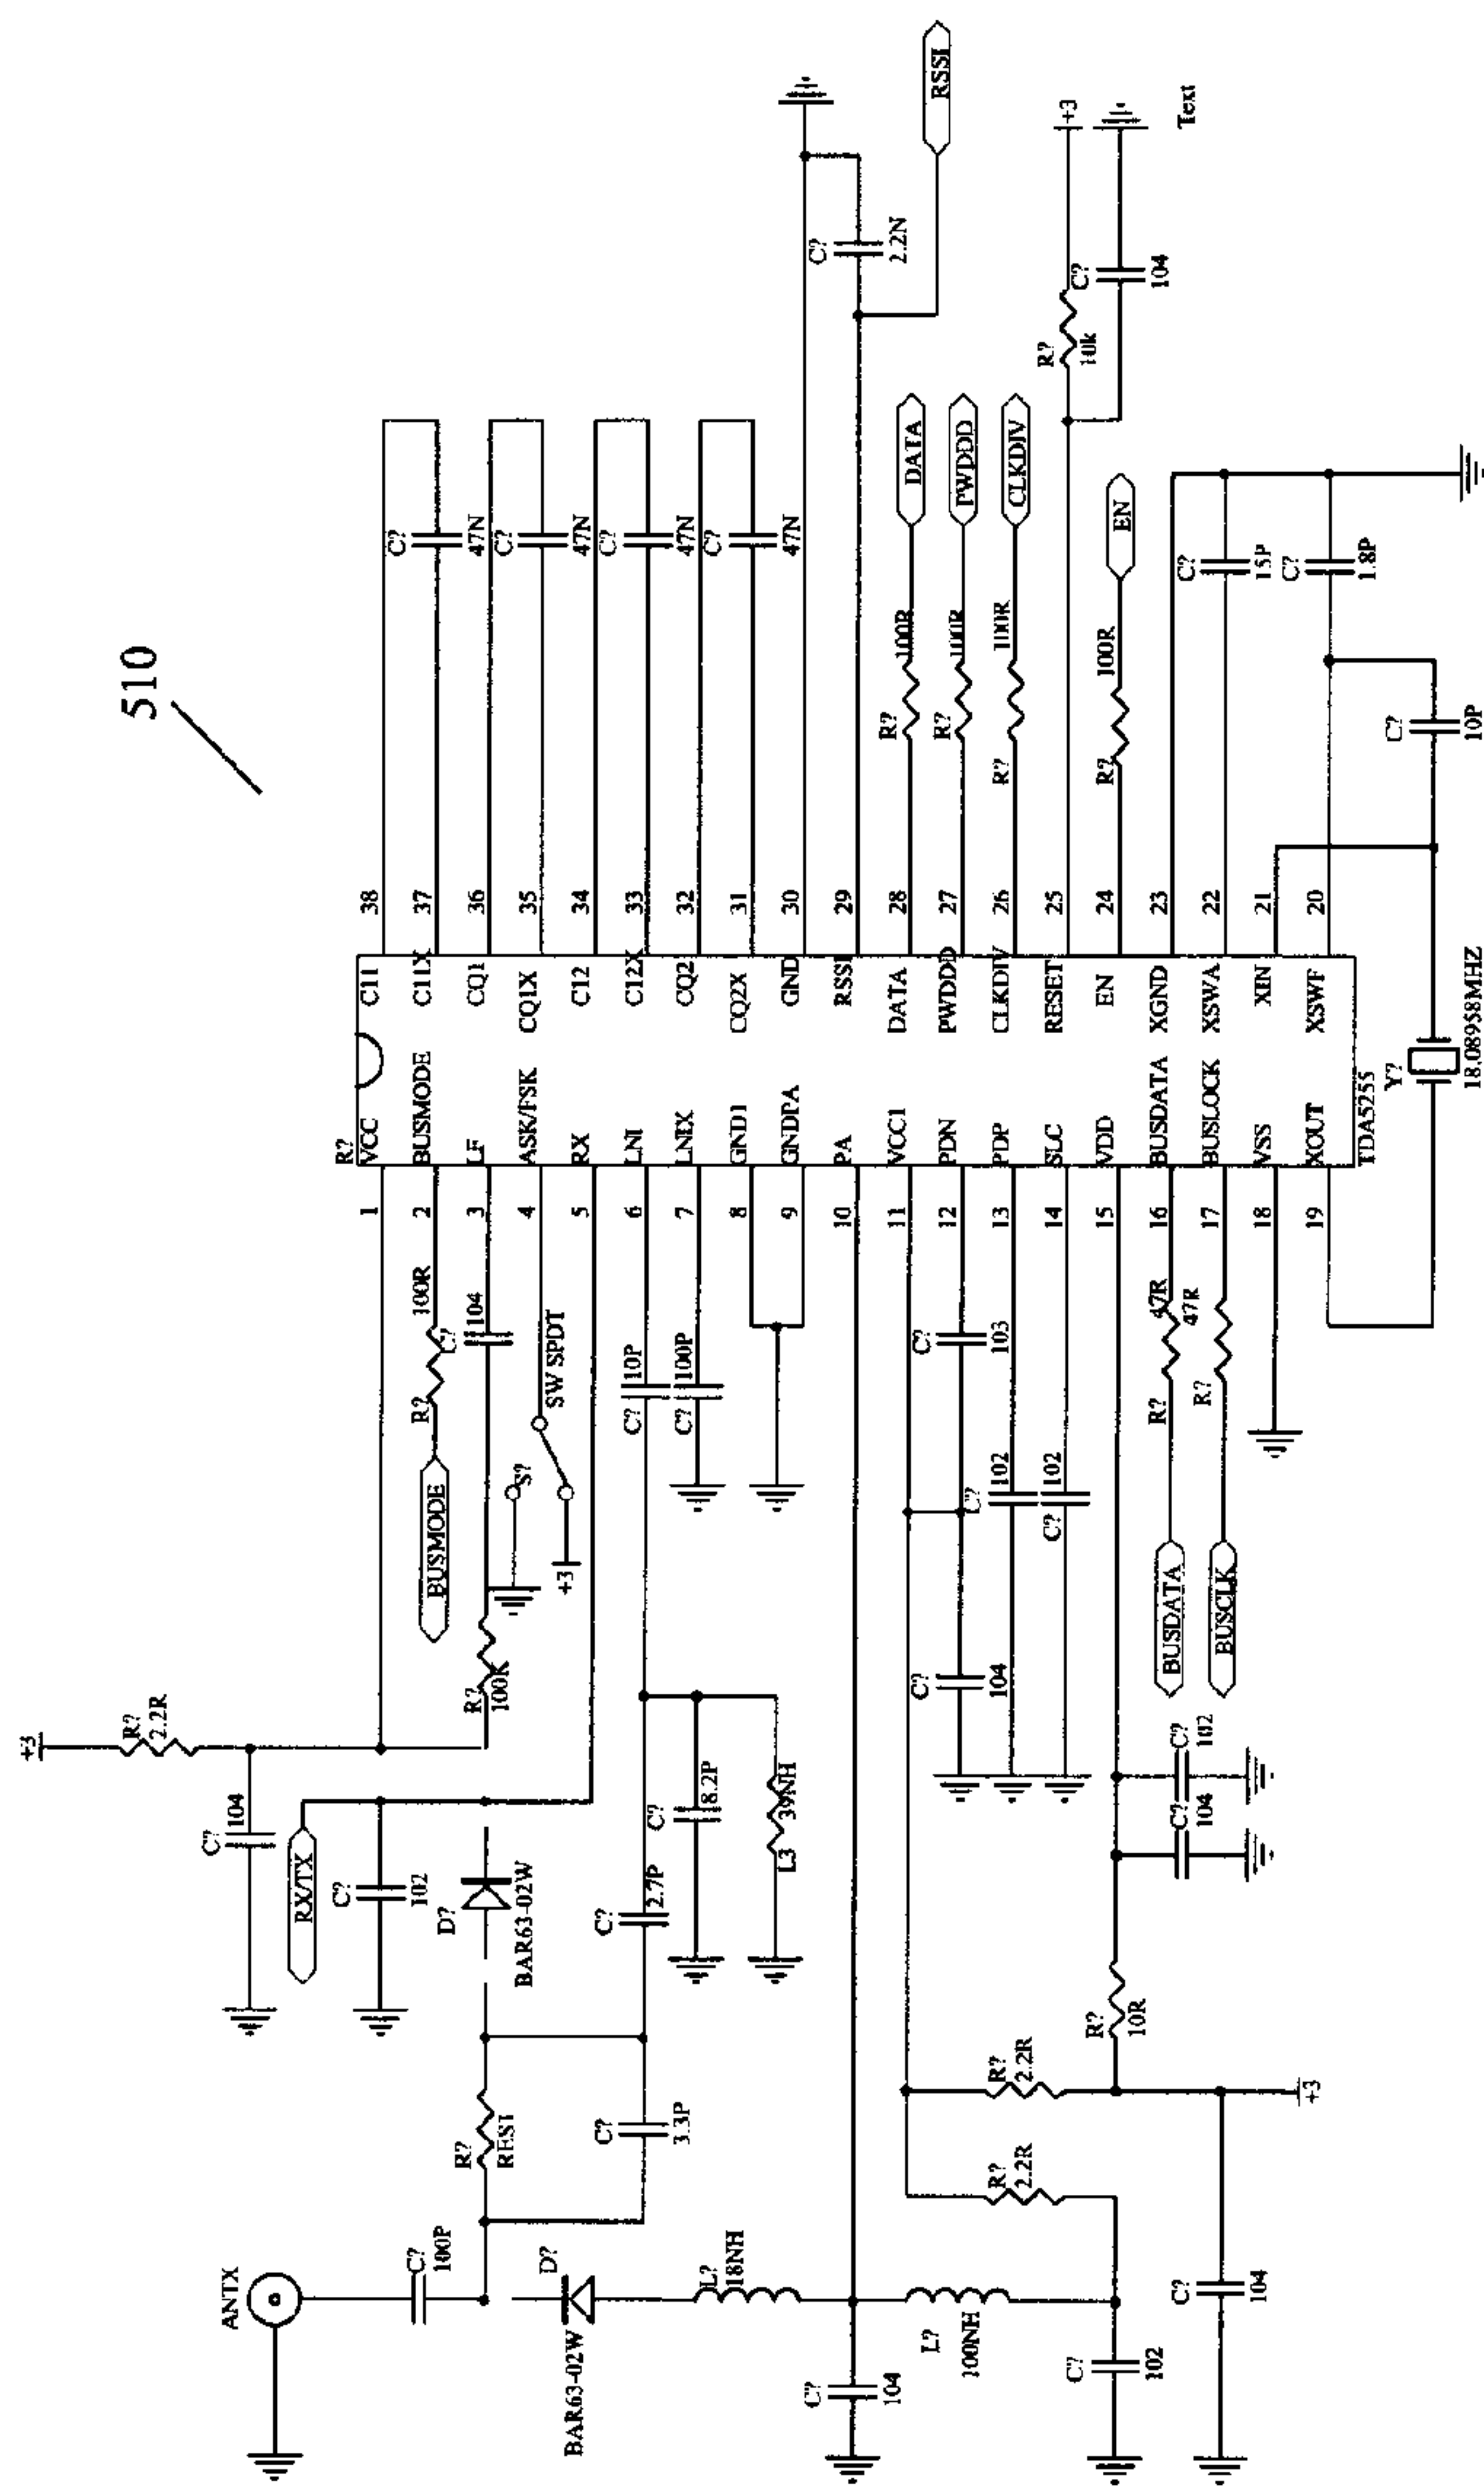 510
ANTX
C?
100P
R?
REST
C?
3.3P
D?
BAR63-02W
L?
18NH
C?
104
L?
100NH
C?
102
R?
2.2R
R?
2.2R
C?
104
+3
R?
10R
C?
104
C?
102
+3
R?
2.2R
C?
104
RX/TX
C?
102
D?
BAR63-02W
C?
2.7P
C?
8.2P
L3
39NH
R?
100K
BUSMODE
R?
100R
C?
104
S?
SW SPDT
+3
C?
10P
C?
100P
C?
103
C?
104
C?
102
C?
102
BUSDATA
R?
47R
BUSCLK
R?
47R
R?
1 VCC
2 BUSMODE
3 LF
4 ASK/FSK
5 RX
6 LNI
7 LNIX
8 GND1
9 GNDPA
10 PA
11 VCC1
12 PDN
13 PDP
14 SLC
15 VDD
16 BUSDATA
17 BUSLOCK
18 VSS
19 XOUT
TDA5255
C11 38
C11X 37
CQ1 36
CQ1X 35
C12 34
C12X 33
CQ2 32
CQ2X 31
GND 30
RSSI 29
DATA 28
PWDDD 27
CLKDIV 26
RESET 25
EN 24
XGND 23
XSWA 22
XIN 21
XSWF 20
Y?
18.08958MHZ
C?
47N
C?
47N
C?
47N
C?
47N
C?
2.2N
RSSI
R?
100R
DATA
R?
100R
PWDDD
R?
100R
CLKDIV
R?
10k
+3
C?
104
Text
R?
100R
EN
C?
15P
C?
1.8P
C?
10P